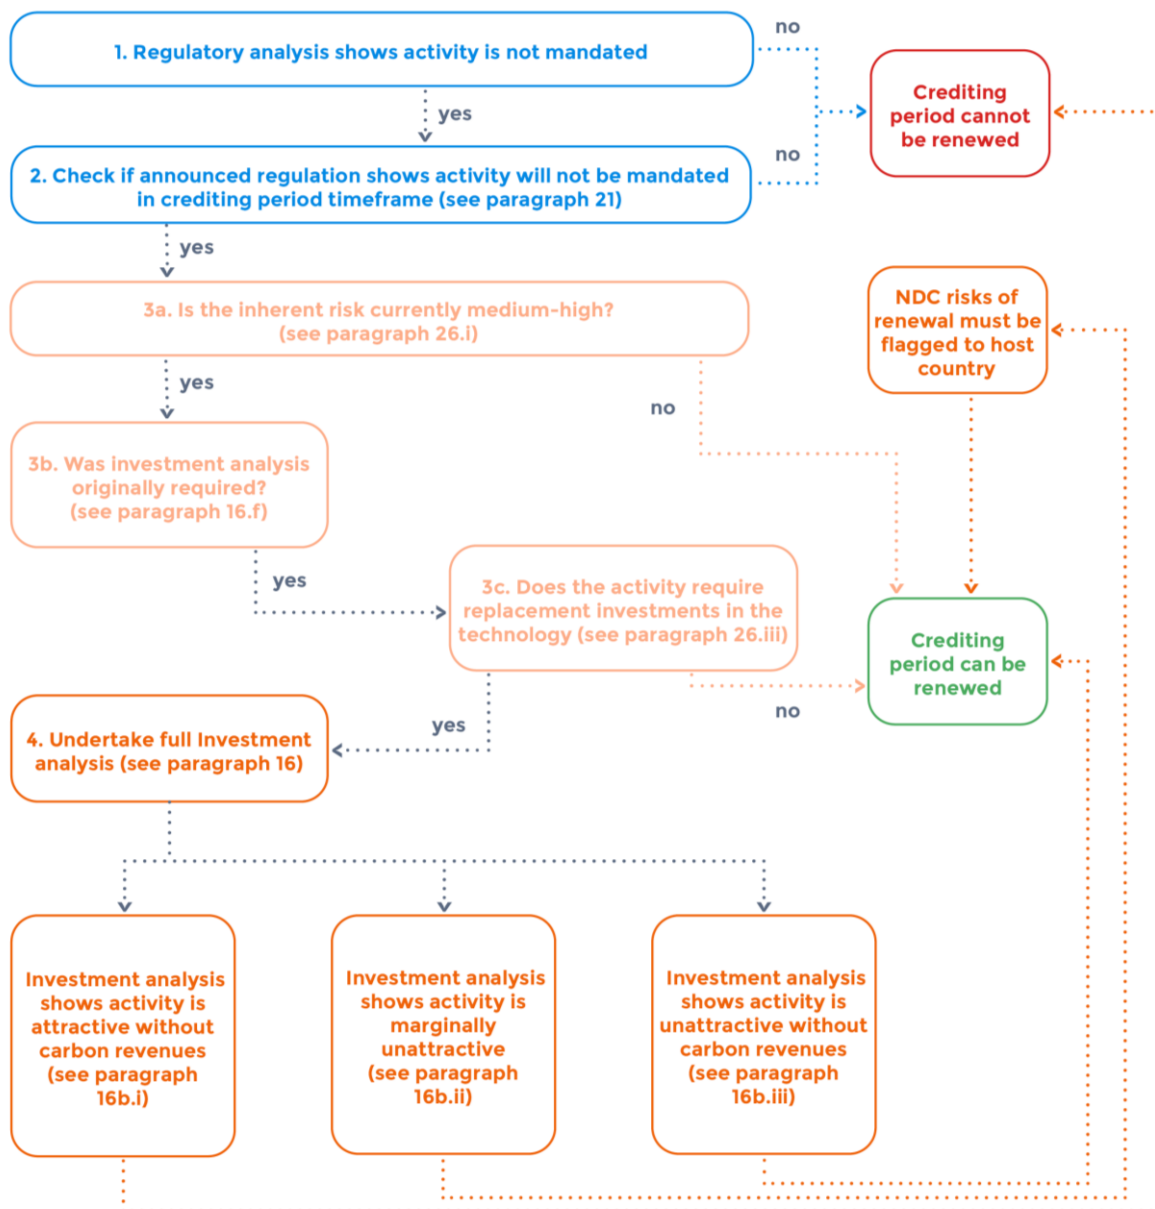 1. Regulatory analysis shows activity is not mandated
no
Crediting
period cannot
be renewed
yes
2. Check if announced regulation shows activity will not be mandated
in crediting period timeframe (see paragraph 21)
no
yes
3a. Is the inherent risk currently medium-high?
(see paragraph 26.i)
NDC risks of
renewal must be
flagged to host
country
yes
no
3b. Was investment analysis
originally required?
(see paragraph 16.f)
yes
3c. Does the activity require
replacement investments in the
technology (see paragraph 26.iii)
Crediting
period can be
renewed
no
yes
4. Undertake full Investment
analysis (see paragraph 16)
Investment analysis
shows activity is
attractive without
carbon revenues
(see paragraph
16b.i)
Investment analysis
shows activity is
marginally
unattractive
(see paragraph
16b.ii)
Investment analysis
shows activity is
unattractive without
carbon revenues
(see paragraph
16b.iii)